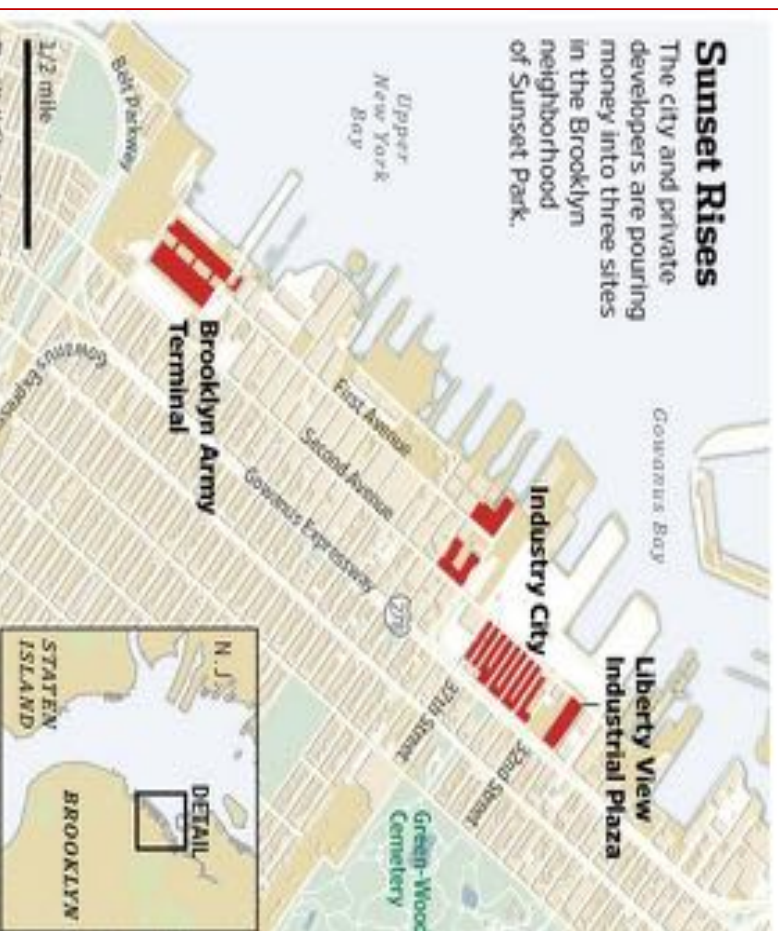 Sunset Rises
The city and private
developers are pouring
money into three sites
in the Brooklyn
neighborhood
of Sunset Park.
Upper
New York
Bay
Gowanus Bay
Belt Parkway
1/2 mile
Brooklyn Army
Terminal
First Avenue
Second Avenue
Gowanus Expressway
278
Industry City
Liberty View
Industrial Plaza
37th Street
32nd Street
Green-Wood
Cemetery
Gowanus Express
N.J.
STATEN
ISLAND
DETAIL
BROOKLYN